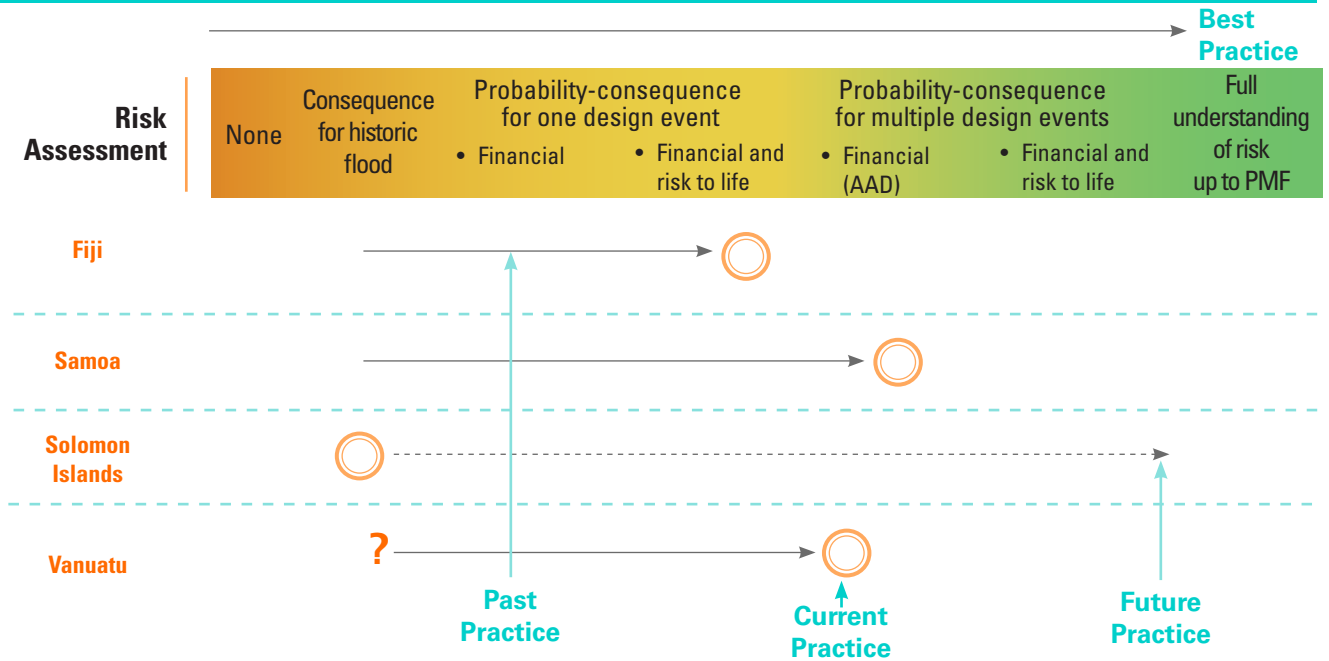 Best
Practice
Risk
Assessment
None
Consequence
for historic
flood
Probability-consequence
for one design event
• Financial
• Financial and
risk to life
Probability-consequence
for multiple design events
• Financial
(AAD)
• Financial and
risk to life
Full
understanding
of risk
up to PMF
Fiji
Samoa
Solomon
Islands
Vanuatu
?
Past
Practice
Current
Practice
Future
Practice